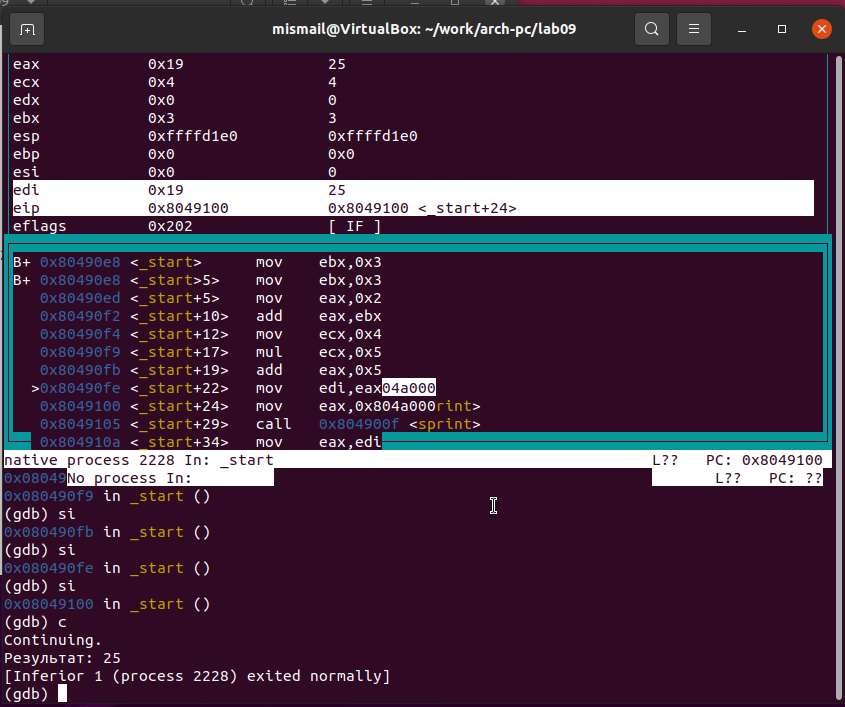 mismail@VirtualBox: ~/work/arch-pc/lab09
eax 0x19 25
ecx 0x4 4
edx 0x0 0
ebx 0x3 3
esp 0xffffd1e0 0xffffd1e0
ebp 0x0 0x0
esi 0x0 0
edi 0x19 25
eip 0x8049100 0x8049100 <_start+24>
eflags 0x202 [ IF ]
B+ 0x80490e8 <_start> mov ebx,0x3
B+ 0x80490e8 <_start>5> mov ebx,0x3
0x80490ed <_start+5> mov eax,0x2
0x80490f2 <_start+10> add eax,ebx
0x80490f4 <_start+12> mov ecx,0x4
0x80490f9 <_start+17> mul ecx,0x5
0x80490fb <_start+19> add eax,0x5
>0x80490fe <_start+22> mov edi,eax04a000
0x8049100 <_start+24> mov eax,0x804a000rint>
0x8049105 <_start+29> call 0x804900f <sprint>
0x804910a <_start+34> mov eax,edi
native process 2228 In: _start L?? PC: 0x8049100
0x08049No process In: L?? PC: ??
0x080490f9 in _start ()
(gdb) si
0x080490fb in _start ()
(gdb) si
0x080490fe in _start ()
(gdb) si
0x08049100 in _start ()
(gdb) c
Continuing.
Результат: 25
[Inferior 1 (process 2228) exited normally]
(gdb)